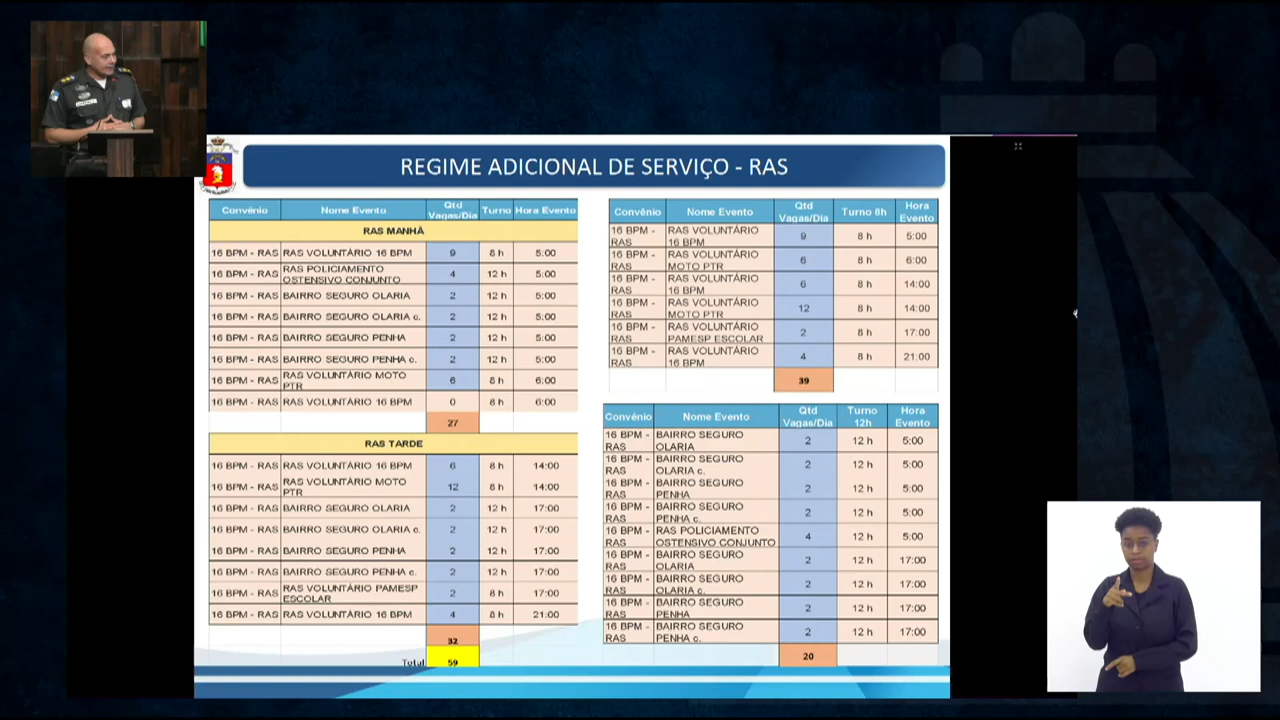 REGIME ADICIONAL DE SERVIÇO - RAS
Convênio Nome Evento Qtd Vagas/Dia Turno Hora Evento
RAS MANHÃ
16 BPM - RAS RAS VOLUNTÁRIO 16 BPM 9 8 h 5:00
16 BPM - RAS RAS POLICIAMENTO OSTENSIVO CONJUNTO 4 12 h 5:00
16 BPM - RAS BAIRRO SEGURO OLARIA 2 12 h 5:00
16 BPM - RAS BAIRRO SEGURO OLARIA c. 2 12 h 5:00
16 BPM - RAS BAIRRO SEGURO PENHA 2 12 h 5:00
16 BPM - RAS BAIRRO SEGURO PENHA c. 2 12 h 5:00
16 BPM - RAS RAS VOLUNTÁRIO MOTO PTR 6 8 h 6:00
16 BPM - RAS RAS VOLUNTÁRIO 16 BPM 0 8 h 6:00
27
RAS TARDE
16 BPM - RAS RAS VOLUNTÁRIO 16 BPM 6 8 h 14:00
16 BPM - RAS RAS VOLUNTÁRIO MOTO PTR 12 8 h 14:00
16 BPM - RAS BAIRRO SEGURO OLARIA 2 12 h 17:00
16 BPM - RAS BAIRRO SEGURO OLARIA c. 2 12 h 17:00
16 BPM - RAS BAIRRO SEGURO PENHA 2 12 h 17:00
16 BPM - RAS BAIRRO SEGURO PENHA c. 2 12 h 17:00
16 BPM - RAS RAS VOLUNTÁRIO PAMESP ESCOLAR 2 8 h 17:00
16 BPM - RAS RAS VOLUNTÁRIO 16 BPM 4 8 h 21:00
32
Total 59
Convênio Nome Evento Qtd Vagas/Dia Turno 8h Hora Evento
16 BPM - RAS RAS VOLUNTÁRIO 16 BPM 9 8 h 5:00
16 BPM - RAS RAS VOLUNTÁRIO MOTO PTR 6 8 h 6:00
16 BPM - RAS RAS VOLUNTÁRIO 16 BPM 6 8 h 14:00
16 BPM - RAS RAS VOLUNTÁRIO MOTO PTR 12 8 h 14:00
16 BPM - RAS RAS VOLUNTÁRIO PAMESP ESCOLAR 2 8 h 17:00
16 BPM - RAS RAS VOLUNTÁRIO 16 BPM 4 8 h 21:00
39
Convênio Nome Evento Qtd Vagas/Dia Turno 12h Hora Evento
16 BPM - RAS BAIRRO SEGURO OLARIA 2 12 h 5:00
16 BPM - RAS BAIRRO SEGURO OLARIA c. 2 12 h 5:00
16 BPM - RAS BAIRRO SEGURO PENHA 2 12 h 5:00
16 BPM - RAS BAIRRO SEGURO PENHA c. 2 12 h 5:00
16 BPM - RAS RAS POLICIAMENTO OSTENSIVO CONJUNTO 4 12 h 5:00
16 BPM - RAS BAIRRO SEGURO OLARIA 2 12 h 17:00
16 BPM - RAS BAIRRO SEGURO OLARIA c. 2 12 h 17:00
16 BPM - RAS BAIRRO SEGURO PENHA 2 12 h 17:00
16 BPM - RAS BAIRRO SEGURO PENHA c. 2 12 h 17:00
20